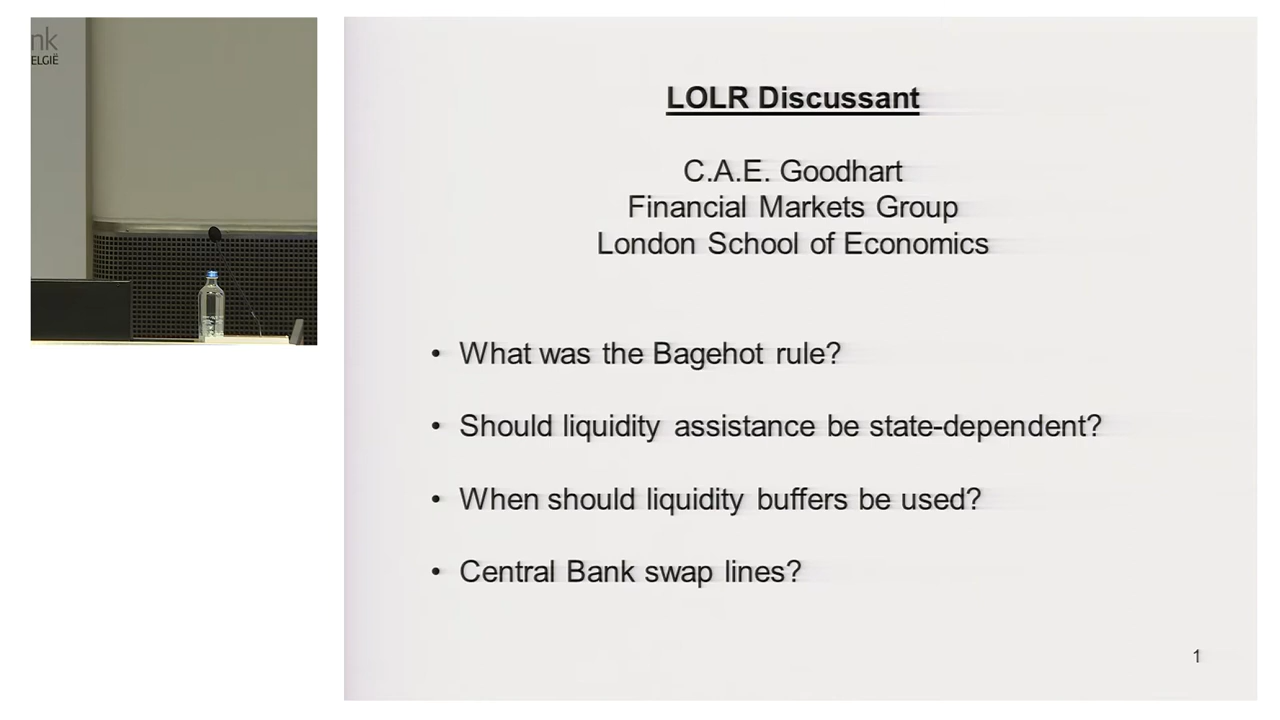 nk
ELGIË
LOLR Discussant
C.A.E. Goodhart
Financial Markets Group
London School of Economics
• What was the Bagehot rule?
• Should liquidity assistance be state-dependent?
• When should liquidity buffers be used?
• Central Bank swap lines?
1